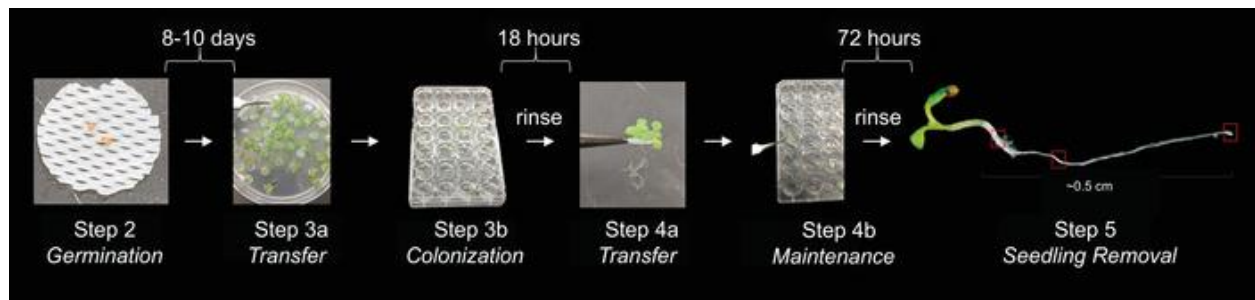 8-10 days
18 hours
72 hours
rinse
rinse
~0.5 cm
Step 2
Germination
Step 3a
Transfer
Step 3b
Colonization
Step 4a
Transfer
Step 4b
Maintenance
Step 5
Seedling Removal